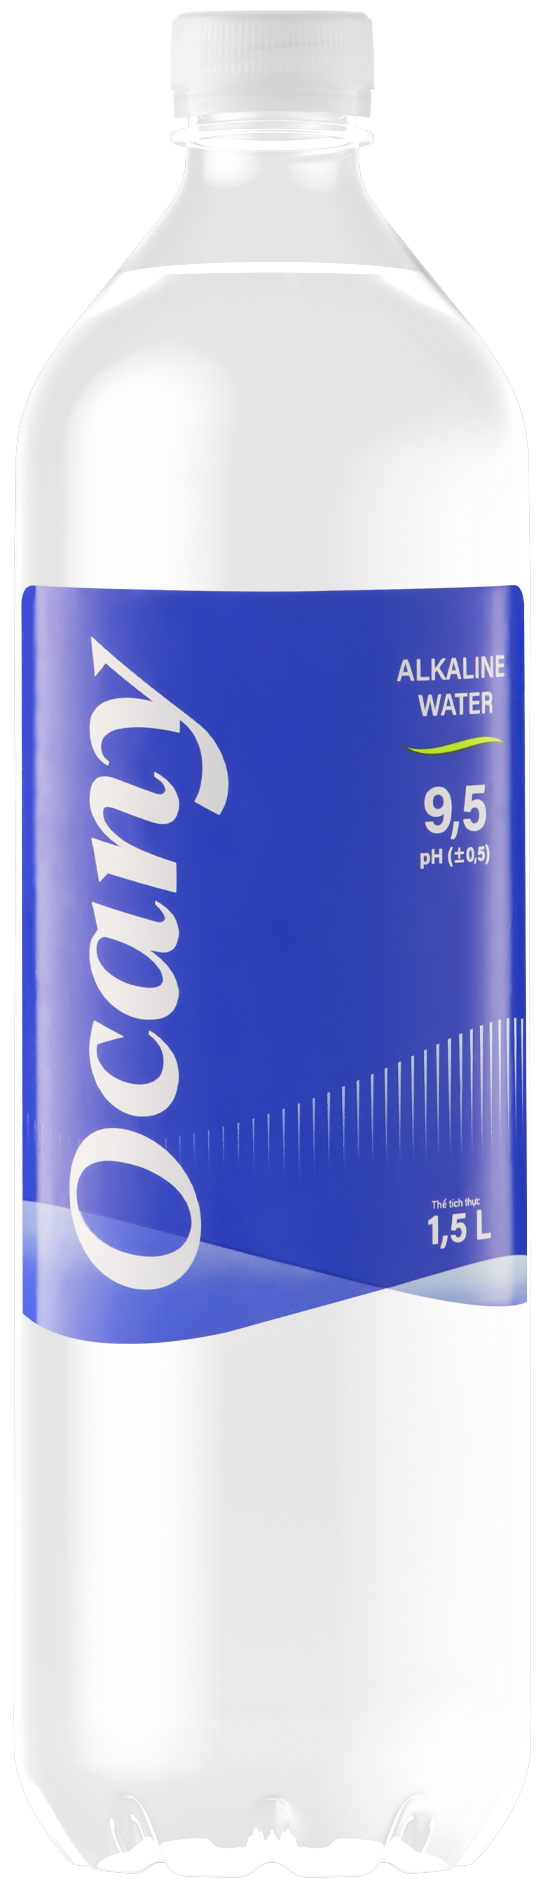 Ocany
ALKALINE
WATER
9,5
pH (±0,5)
Thể tích thực
1,5 L